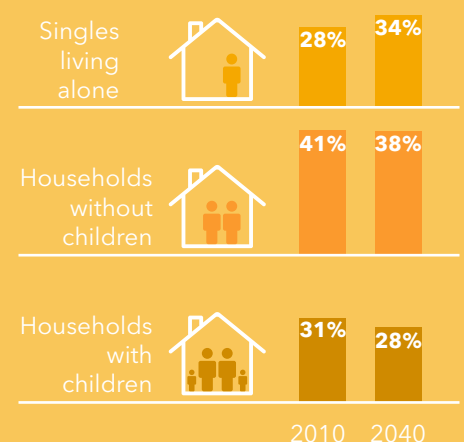 Singles
living
alone
28%
34%
Households
without
children
41%
38%
Households
with
children
31%
28%
2010 2040